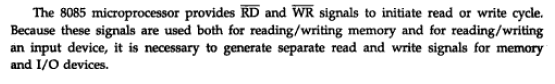 The 8085 microprocessor provides R̅D̅ and W̅R̅ signals to initiate read or write cycle.
Because these signals are used both for reading/writing memory and for reading/writing
an input device, it is necessary to generate separate read and write signals for memory
and I/O devices.